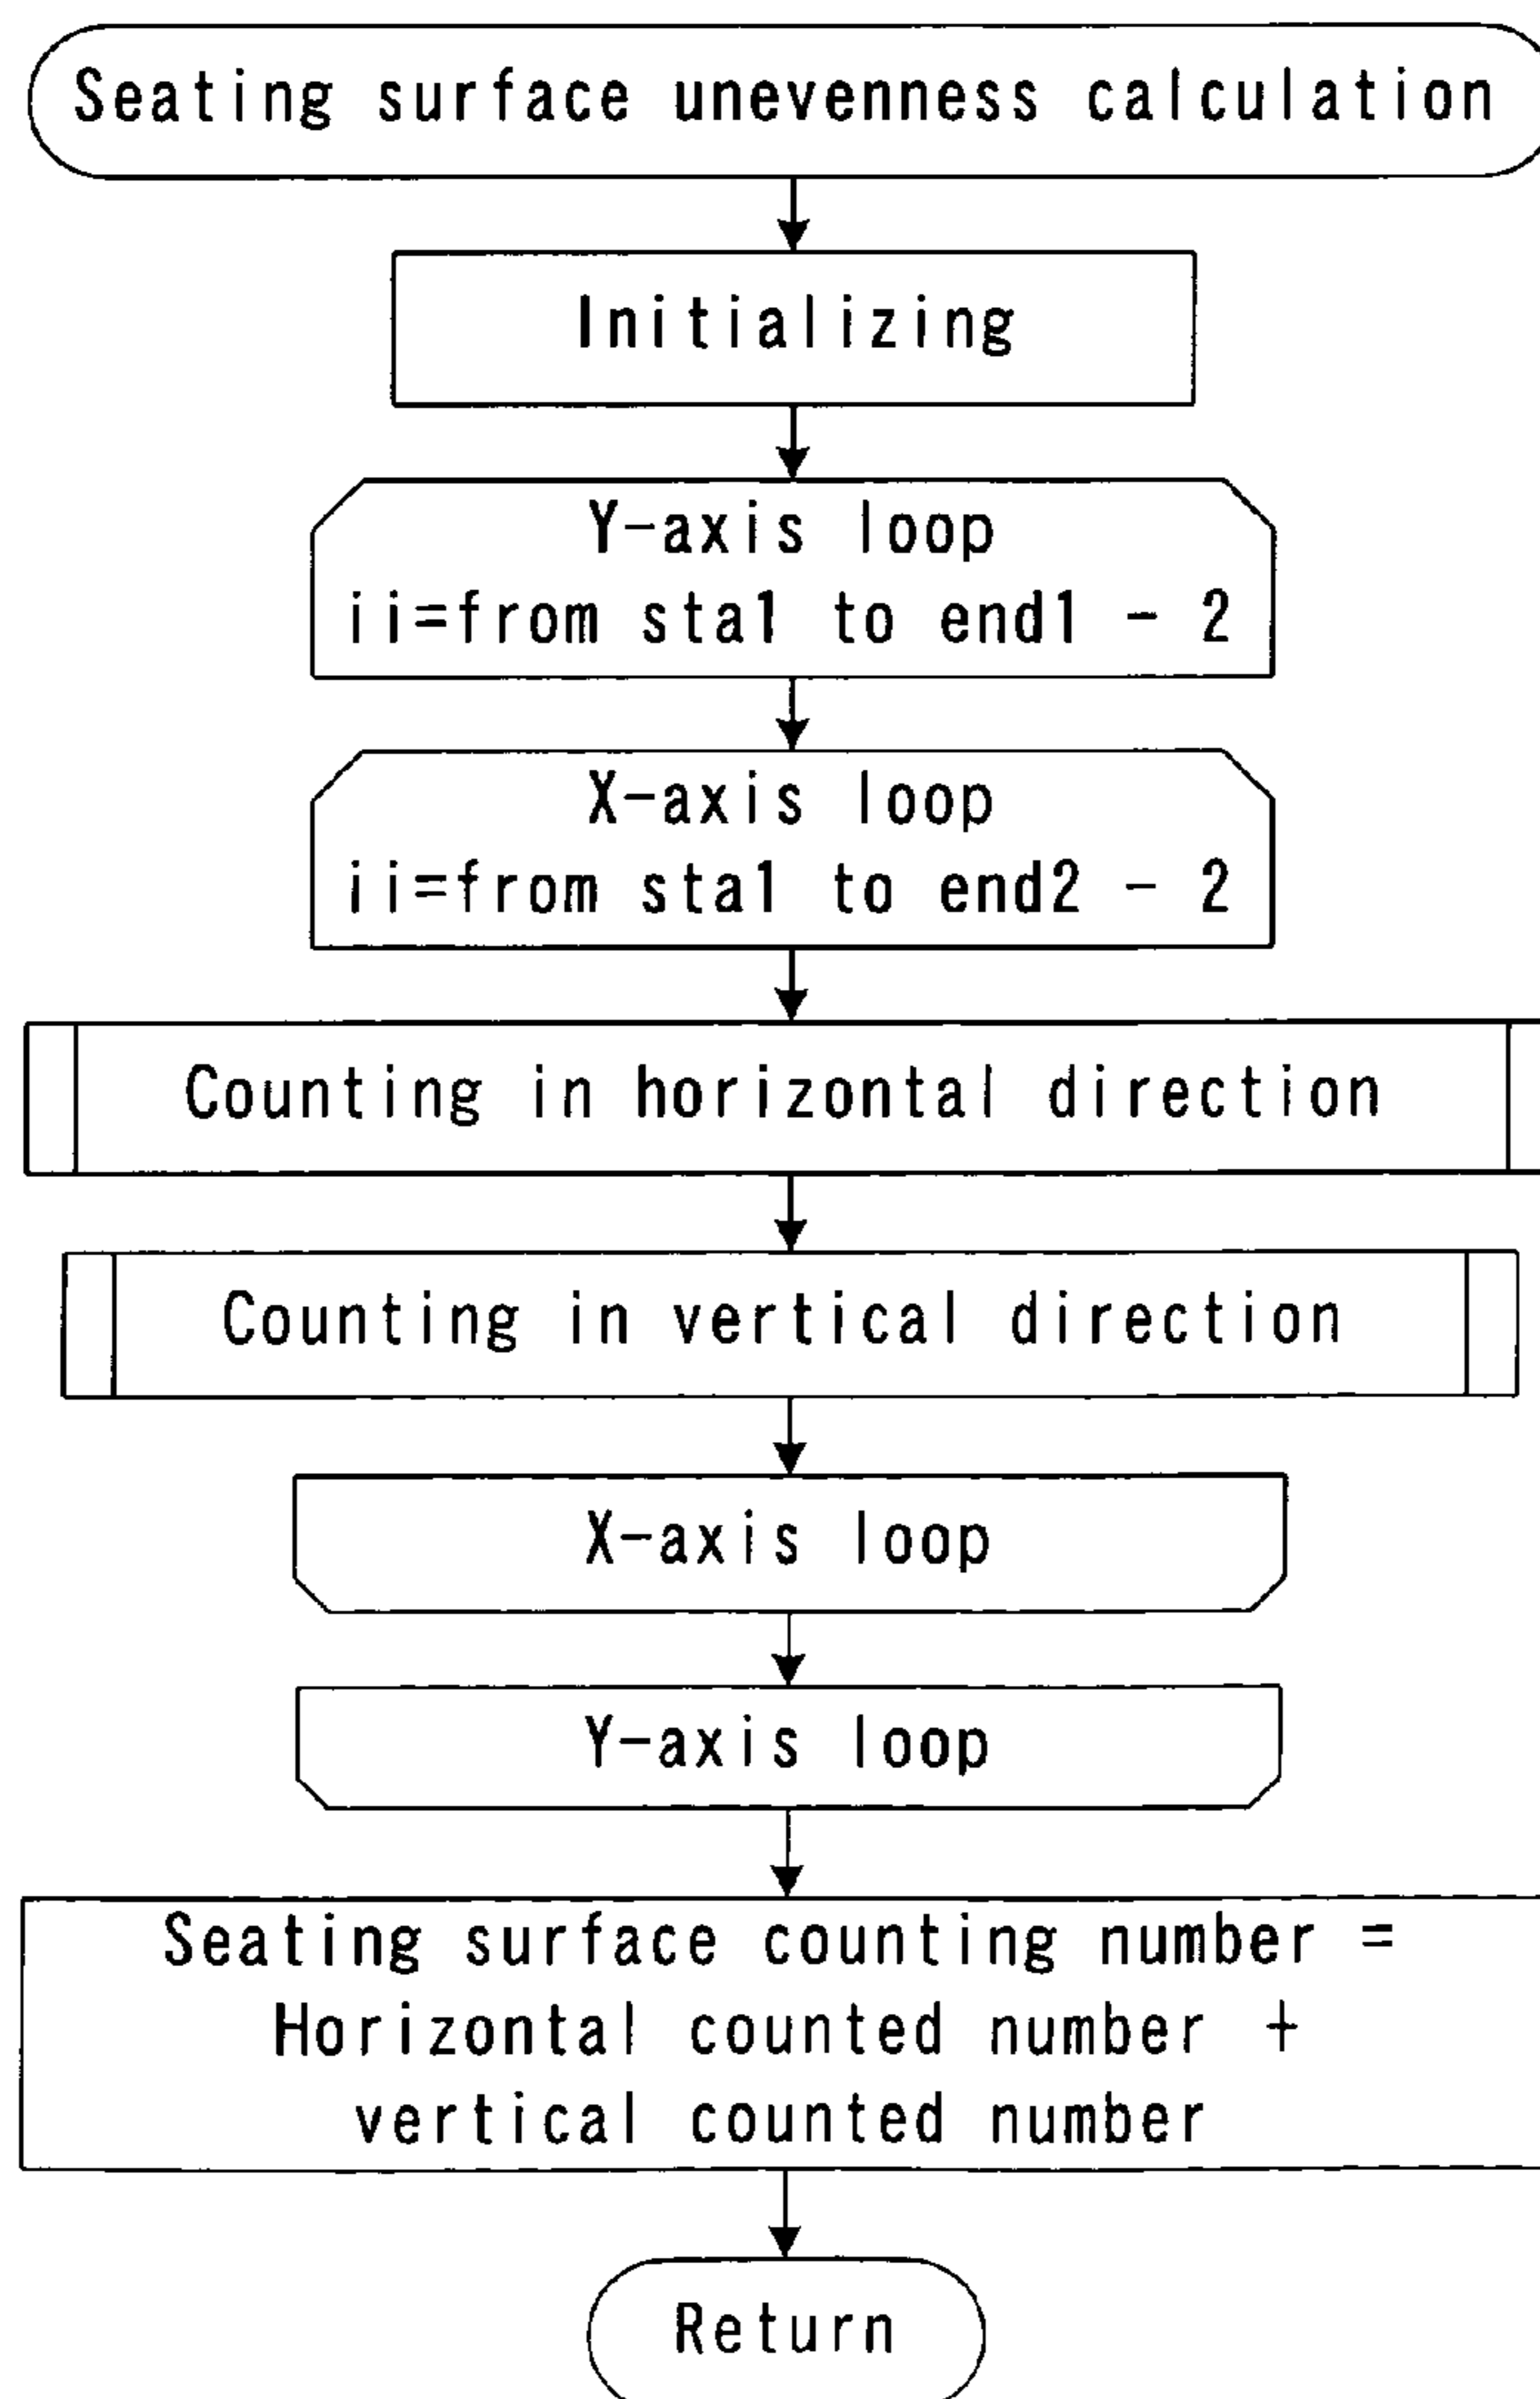 Seating surface unevenness calculation
Initializing
Y-axis loop
ii=from sta1 to end1 - 2
X-axis loop
ii=from sta1 to end2 - 2
Counting in horizontal direction
Counting in vertical direction
X-axis loop
Y-axis loop
Seating surface counting number =
Horizontal counted number +
vertical counted number
Return